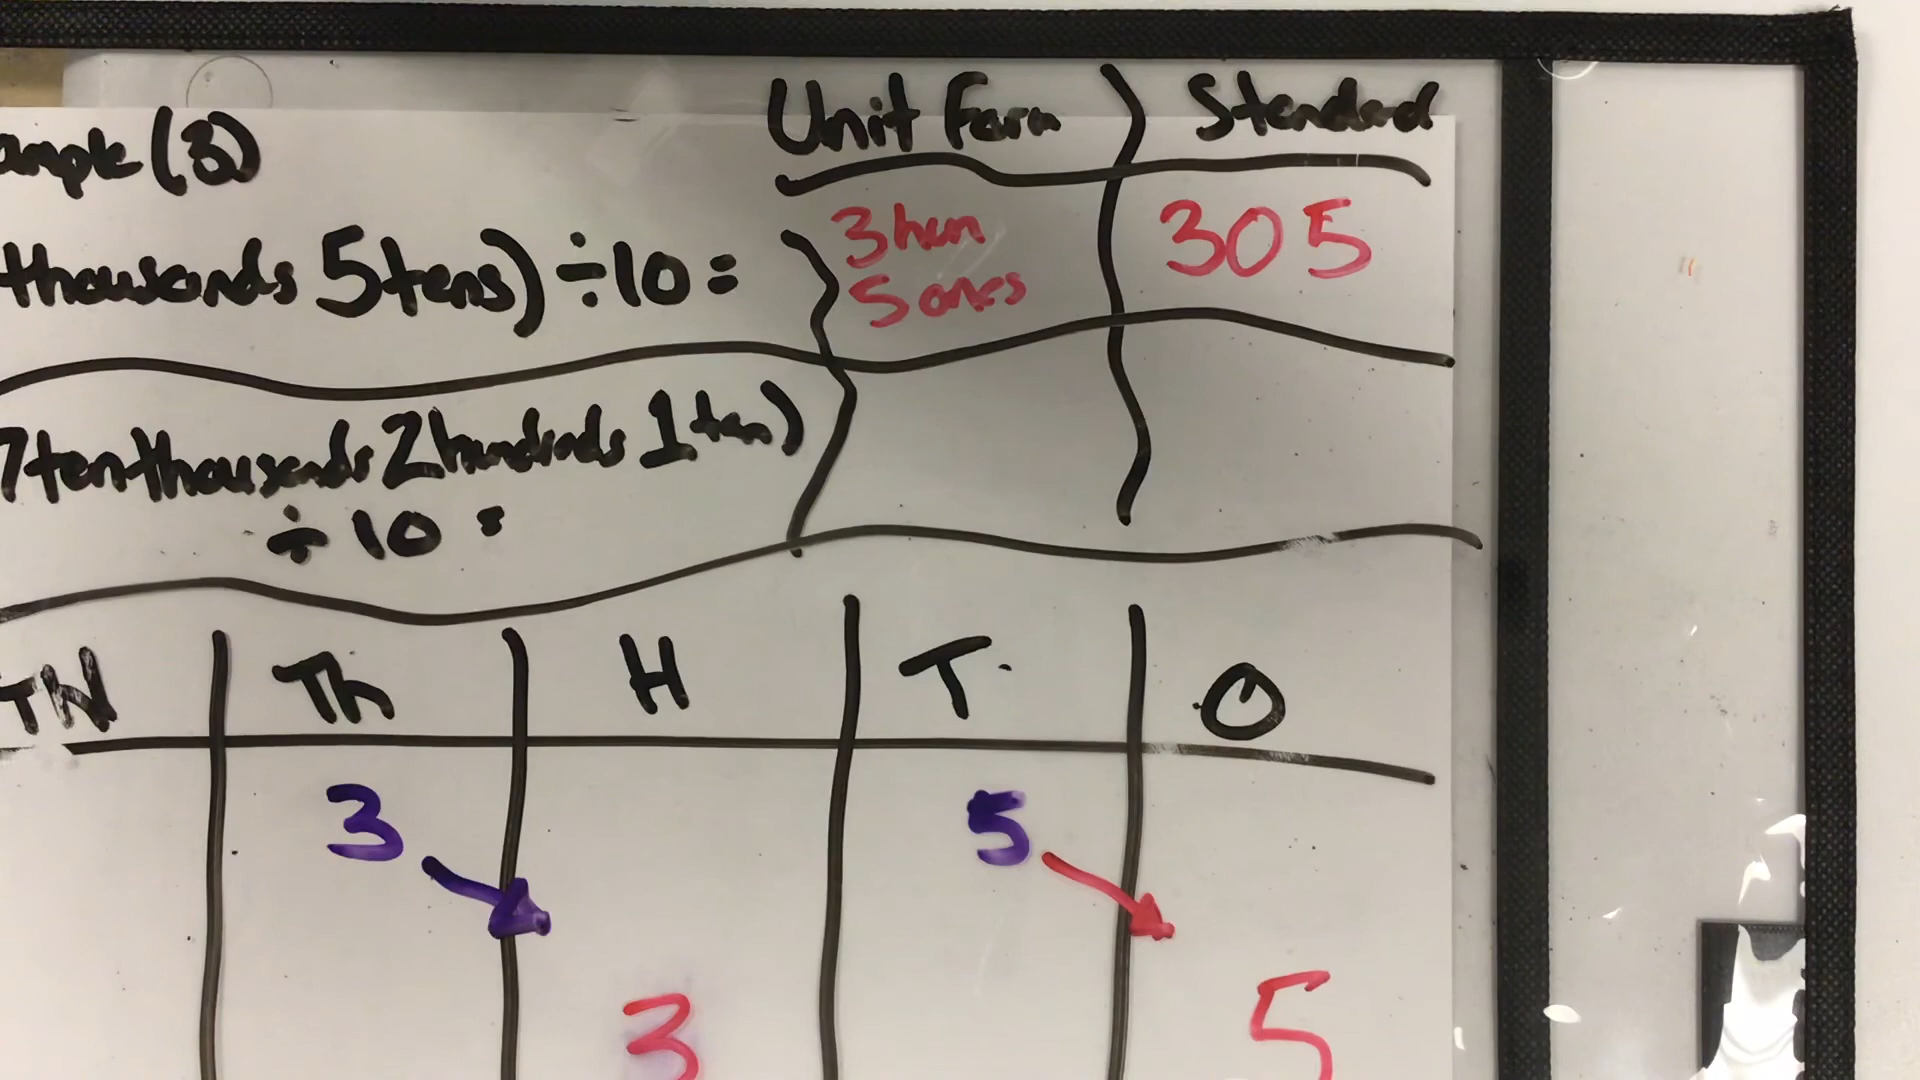 ample (3)
Unit Form Standard
thousands 5 tens) ÷ 10 =
3 hun
5 ones
305
7 ten thousands 2 hundreds 1 ten)
÷ 10 =
TN Th H T O
3 5
3 5